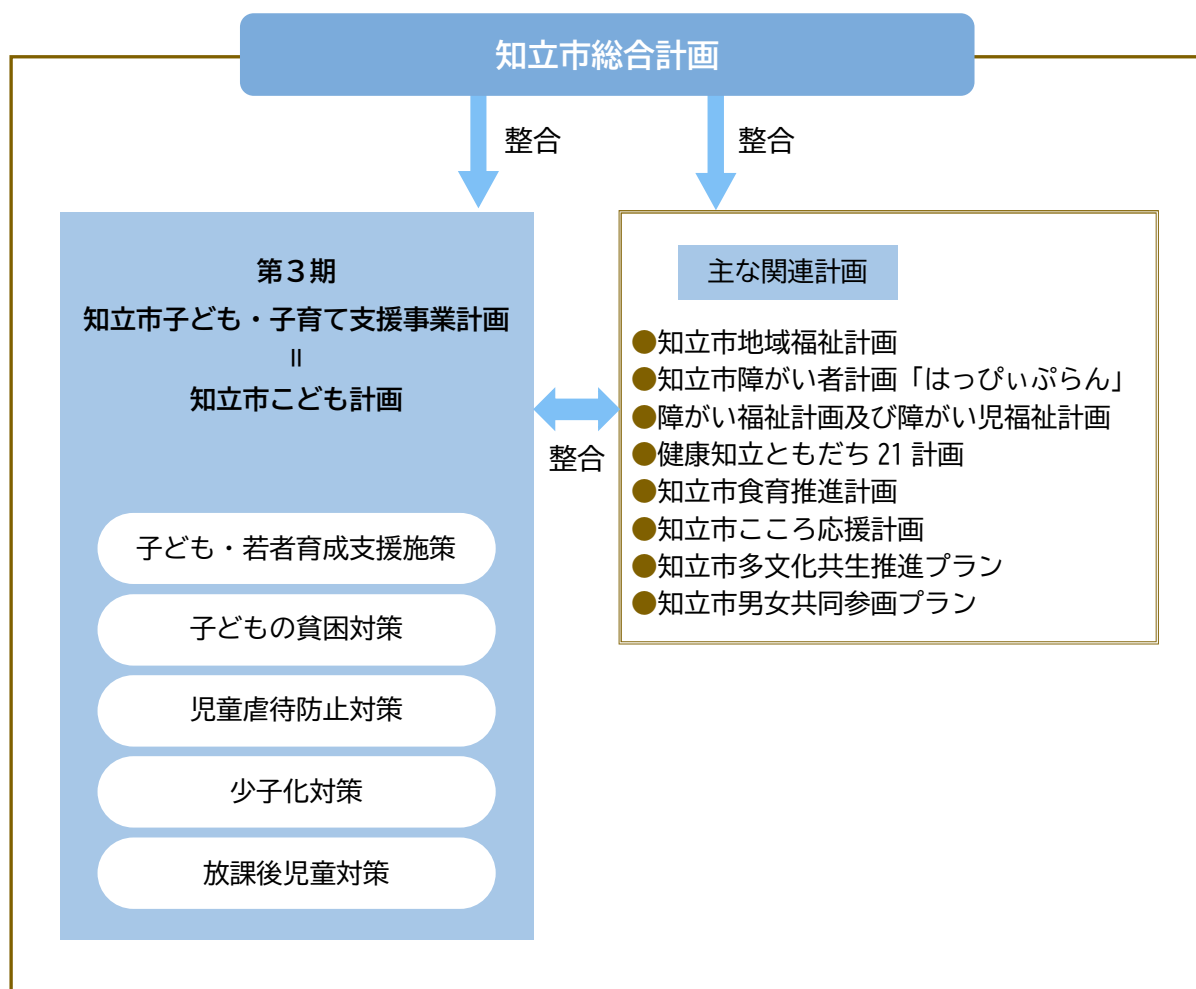 知立市総合計画
整合
整合
第３期
知立市子ども・子育て支援事業計画
＝
知立市こども計画
子ども・若者育成支援施策
子どもの貧困対策
児童虐待防止対策
少子化対策
放課後児童対策
整合
主な関連計画
●知立市地域福祉計画
●知立市障がい者計画「はっぴぃぷらん」
●障がい福祉計画及び障がい児福祉計画
●健康知立ともだち 21 計画
●知立市食育推進計画
●知立市こころ応援計画
●知立市多文化共生推進プラン
●知立市男女共同参画プラン